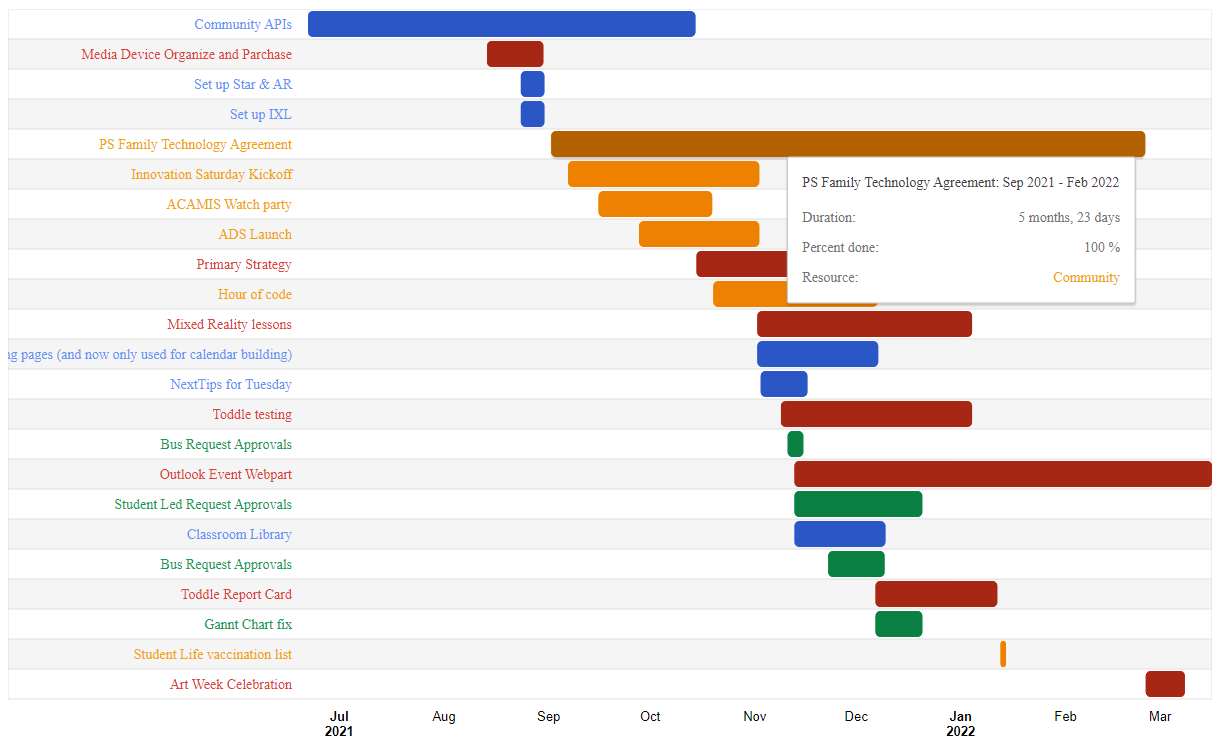 Community APIs
Media Device Organize and Purchase
Set up Star & AR
Set up IXL
PS Family Technology Agreement
Innovation Saturday Kickoff
PS Family Technology Agreement: Sep 2021 - Feb 2022
ACAMIS Watch party
Duration: 5 months, 23 days
ADS Launch
Percent done: 100 %
Primary Strategy
Resource: Community
Hour of code
Mixed Reality lessons
pages (and now only used for calendar building)
NextTips for Tuesday
Toddle testing
Bus Request Approvals
Outlook Event Webpart
Student Led Request Approvals
Classroom Library
Bus Request Approvals
Toddle Report Card
Gannt Chart fix
Student Life vaccination list
Art Week Celebration
Jul Aug Sep Oct Nov Dec Jan Feb Mar
2021 2022